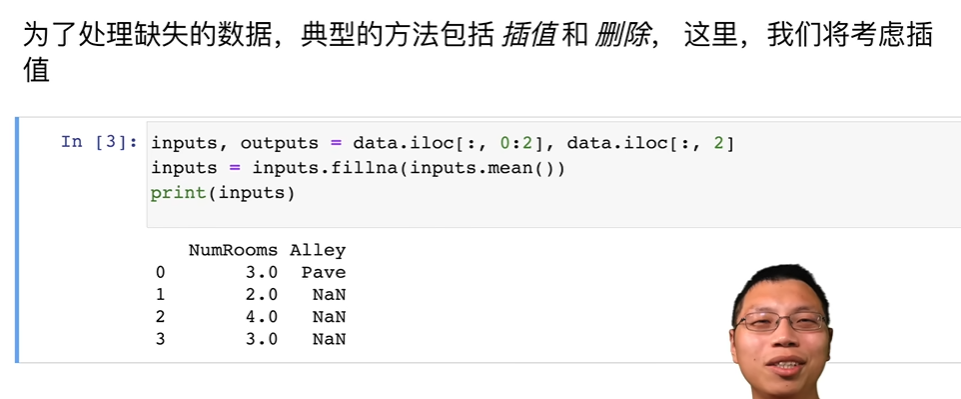 为了处理缺失的数据，典型的方法包括 插值 和 删除， 这里，我们将考虑插
值
In [3]: inputs, outputs = data.iloc[:, 0:2], data.iloc[:, 2]
inputs = inputs.fillna(inputs.mean())
print(inputs)
NumRooms Alley
0 3.0 Pave
1 2.0 NaN
2 4.0 NaN
3 3.0 NaN